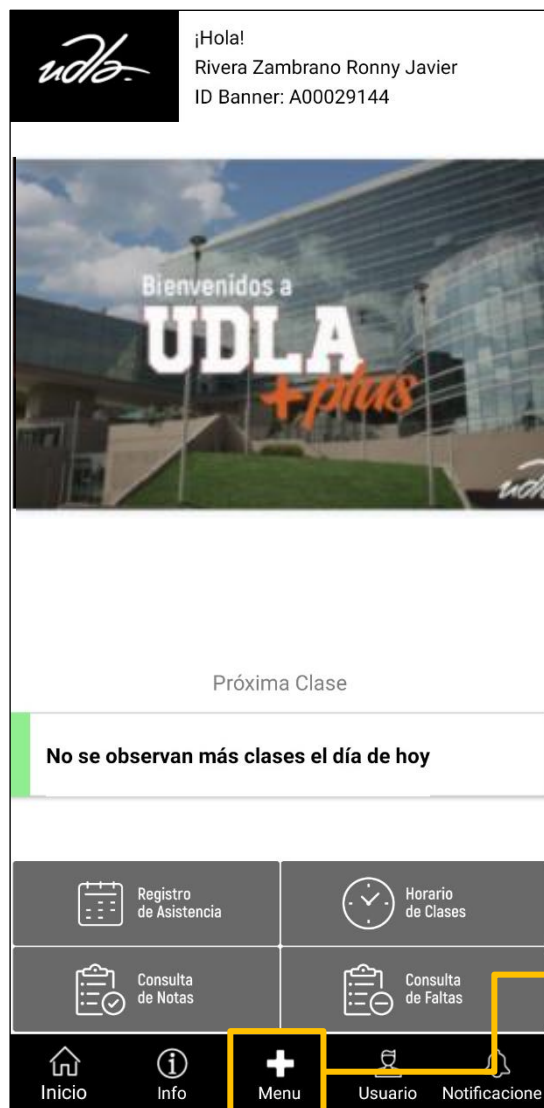 udla.
¡Hola!
Rivera Zambrano Ronny Javier
ID Banner: A00029144
Bienvenidos a
UDLA
+plus
udla
Próxima Clase
No se observan más clases el día de hoy
Registro
de Asistencia
Horario
de Clases
Consulta
de Notas
Consulta
de Faltas
Inicio
Info
Menu
Usuario
Notificacione